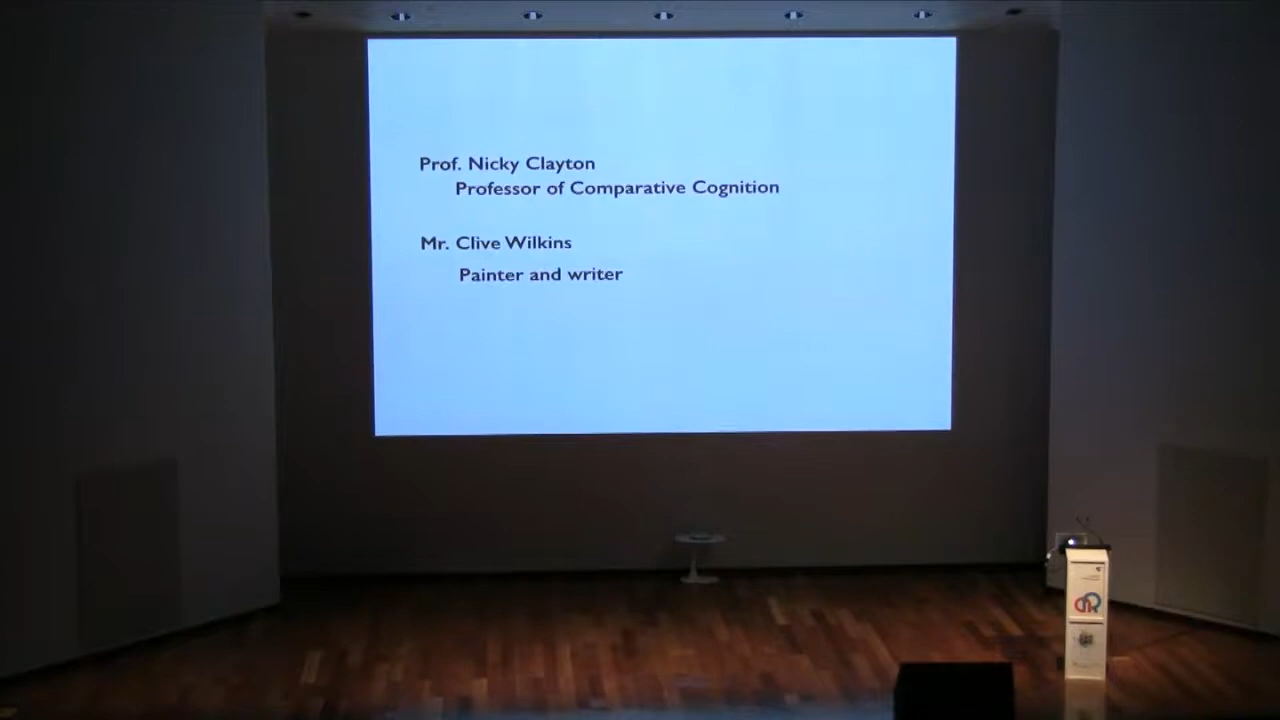 Prof. Nicky Clayton
Professor of Comparative Cognition
Mr. Clive Wilkins
Painter and writer